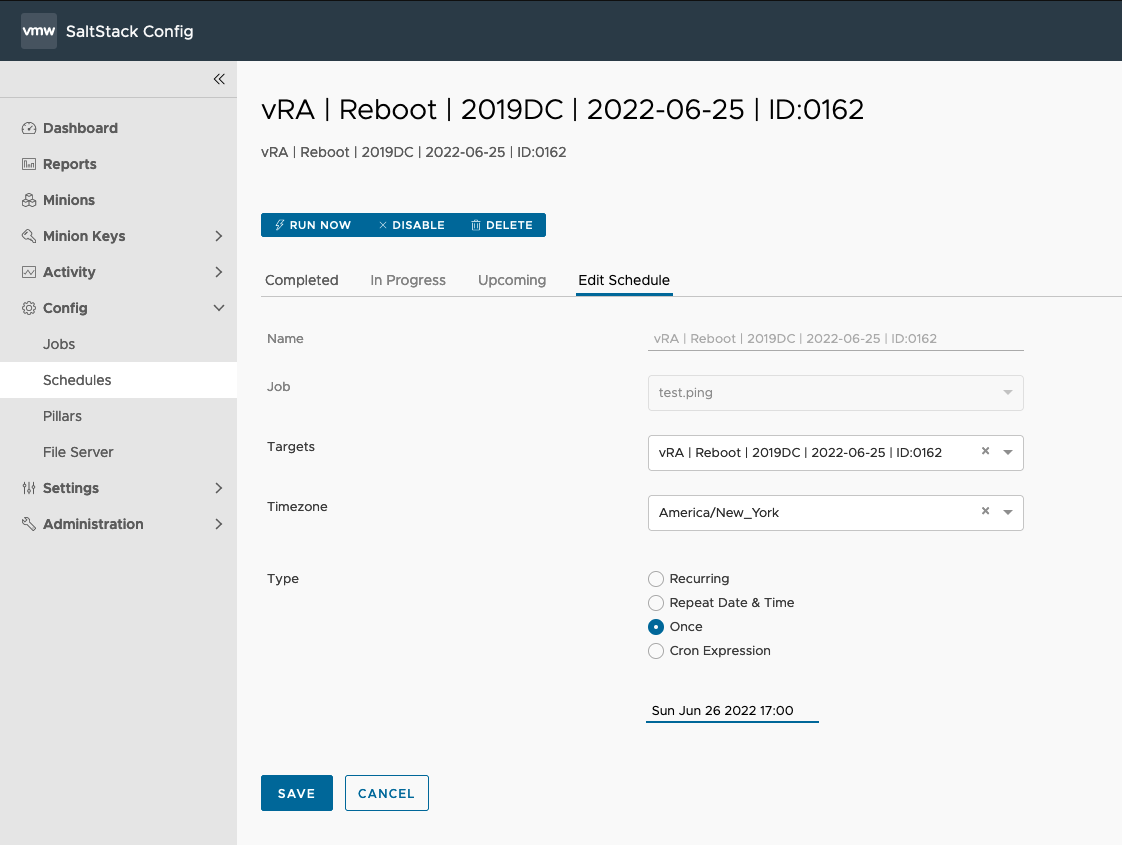 vmw SaltStack Config
Dashboard
Reports
Minions
Minion Keys
Activity
Config
Jobs
Schedules
Pillars
File Server
Settings
Administration
vRA | Reboot | 2019DC | 2022-06-25 | ID:0162
vRA | Reboot | 2019DC | 2022-06-25 | ID:0162
RUN NOW DISABLE DELETE
Completed In Progress Upcoming Edit Schedule
Name vRA | Reboot | 2019DC | 2022-06-25 | ID:0162
Job test.ping
Targets vRA | Reboot | 2019DC | 2022-06-25 | ID:0162
Timezone America/New_York
Type Recurring
Repeat Date & Time
Once
Cron Expression
Sun Jun 26 2022 17:00
SAVE CANCEL